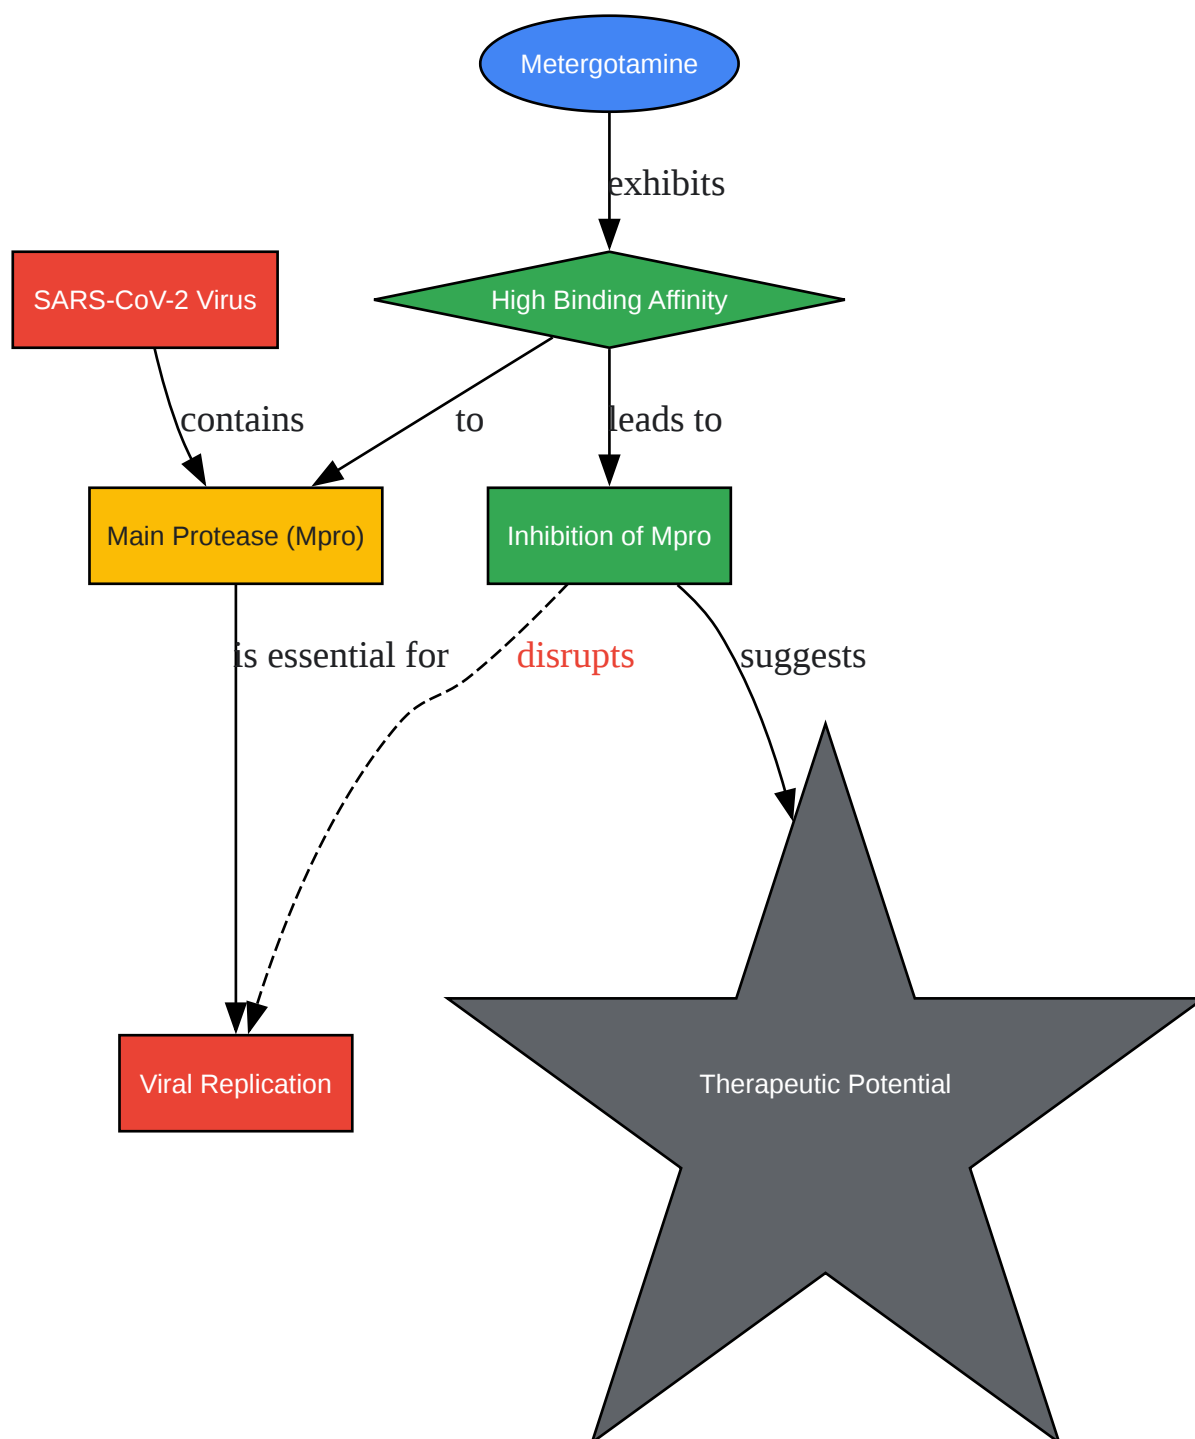 Metergotamine
exhibits
SARS-CoV-2 Virus
High Binding Affinity
contains
to
leads to
Main Protease (Mpro)
Inhibition of Mpro
is essential for
disrupts
suggests
Viral Replication
Therapeutic Potential